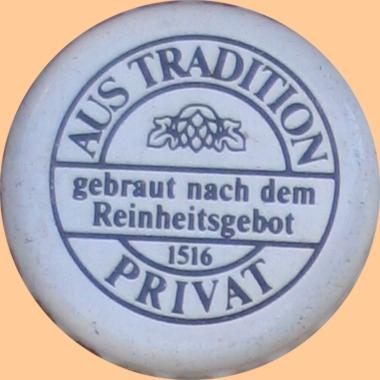 AUS TRADITION
gebraut nach dem
Reinheitsgebot
1516
PRIVAT